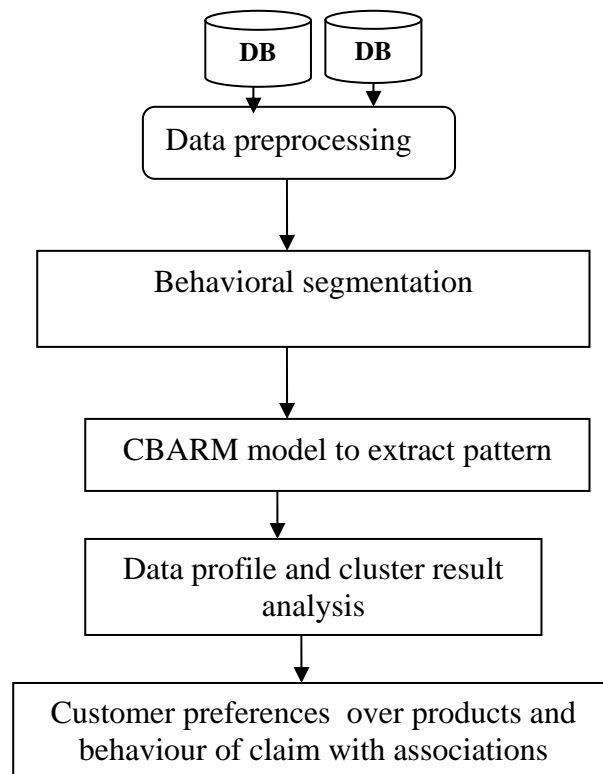 DB DB
Data preprocessing
Behavioral segmentation
CBARM model to extract pattern
Data profile and cluster result
analysis
Customer preferences over products and
behaviour of claim with associations